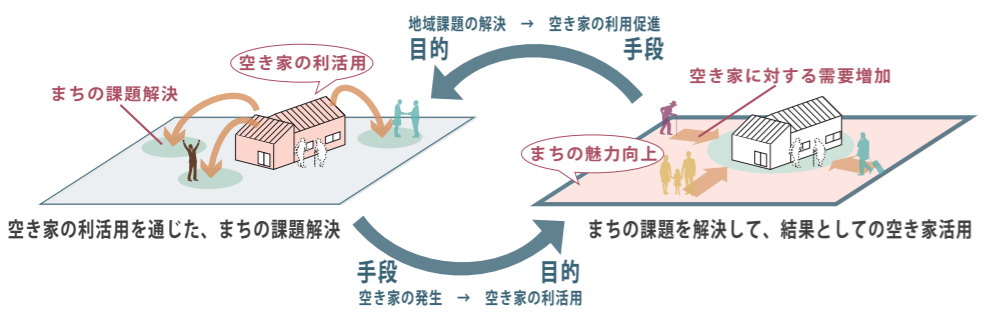 地域課題の解決 → 空き家の利用促進
目的 手段
空き家の利活用
まちの課題解決
空き家に対する需要増加
まちの魅力向上
空き家の利活用を通じた、まちの課題解決
まちの課題を解決して、結果としての空き家活用
手段 目的
空き家の発生 → 空き家の利活用